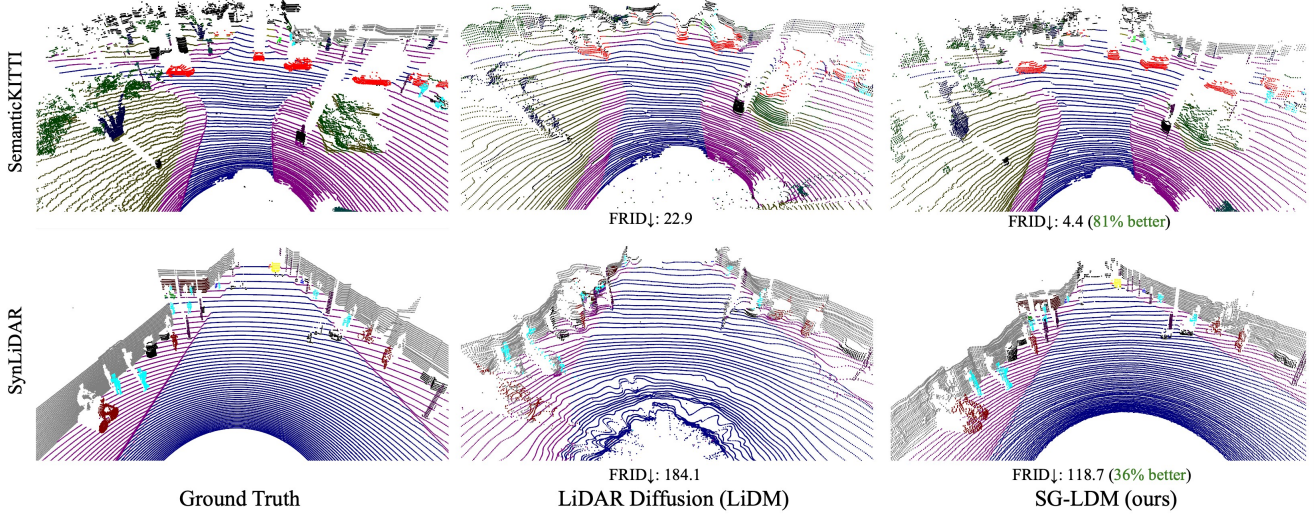 SemanticKITTI
FRID↓: 22.9
FRID↓: 4.4 (81% better)
SynLiDAR
FRID↓: 184.1
FRID↓: 118.7 (36% better)
Ground Truth
LiDAR Diffusion (LiDM)
SG-LDM (ours)